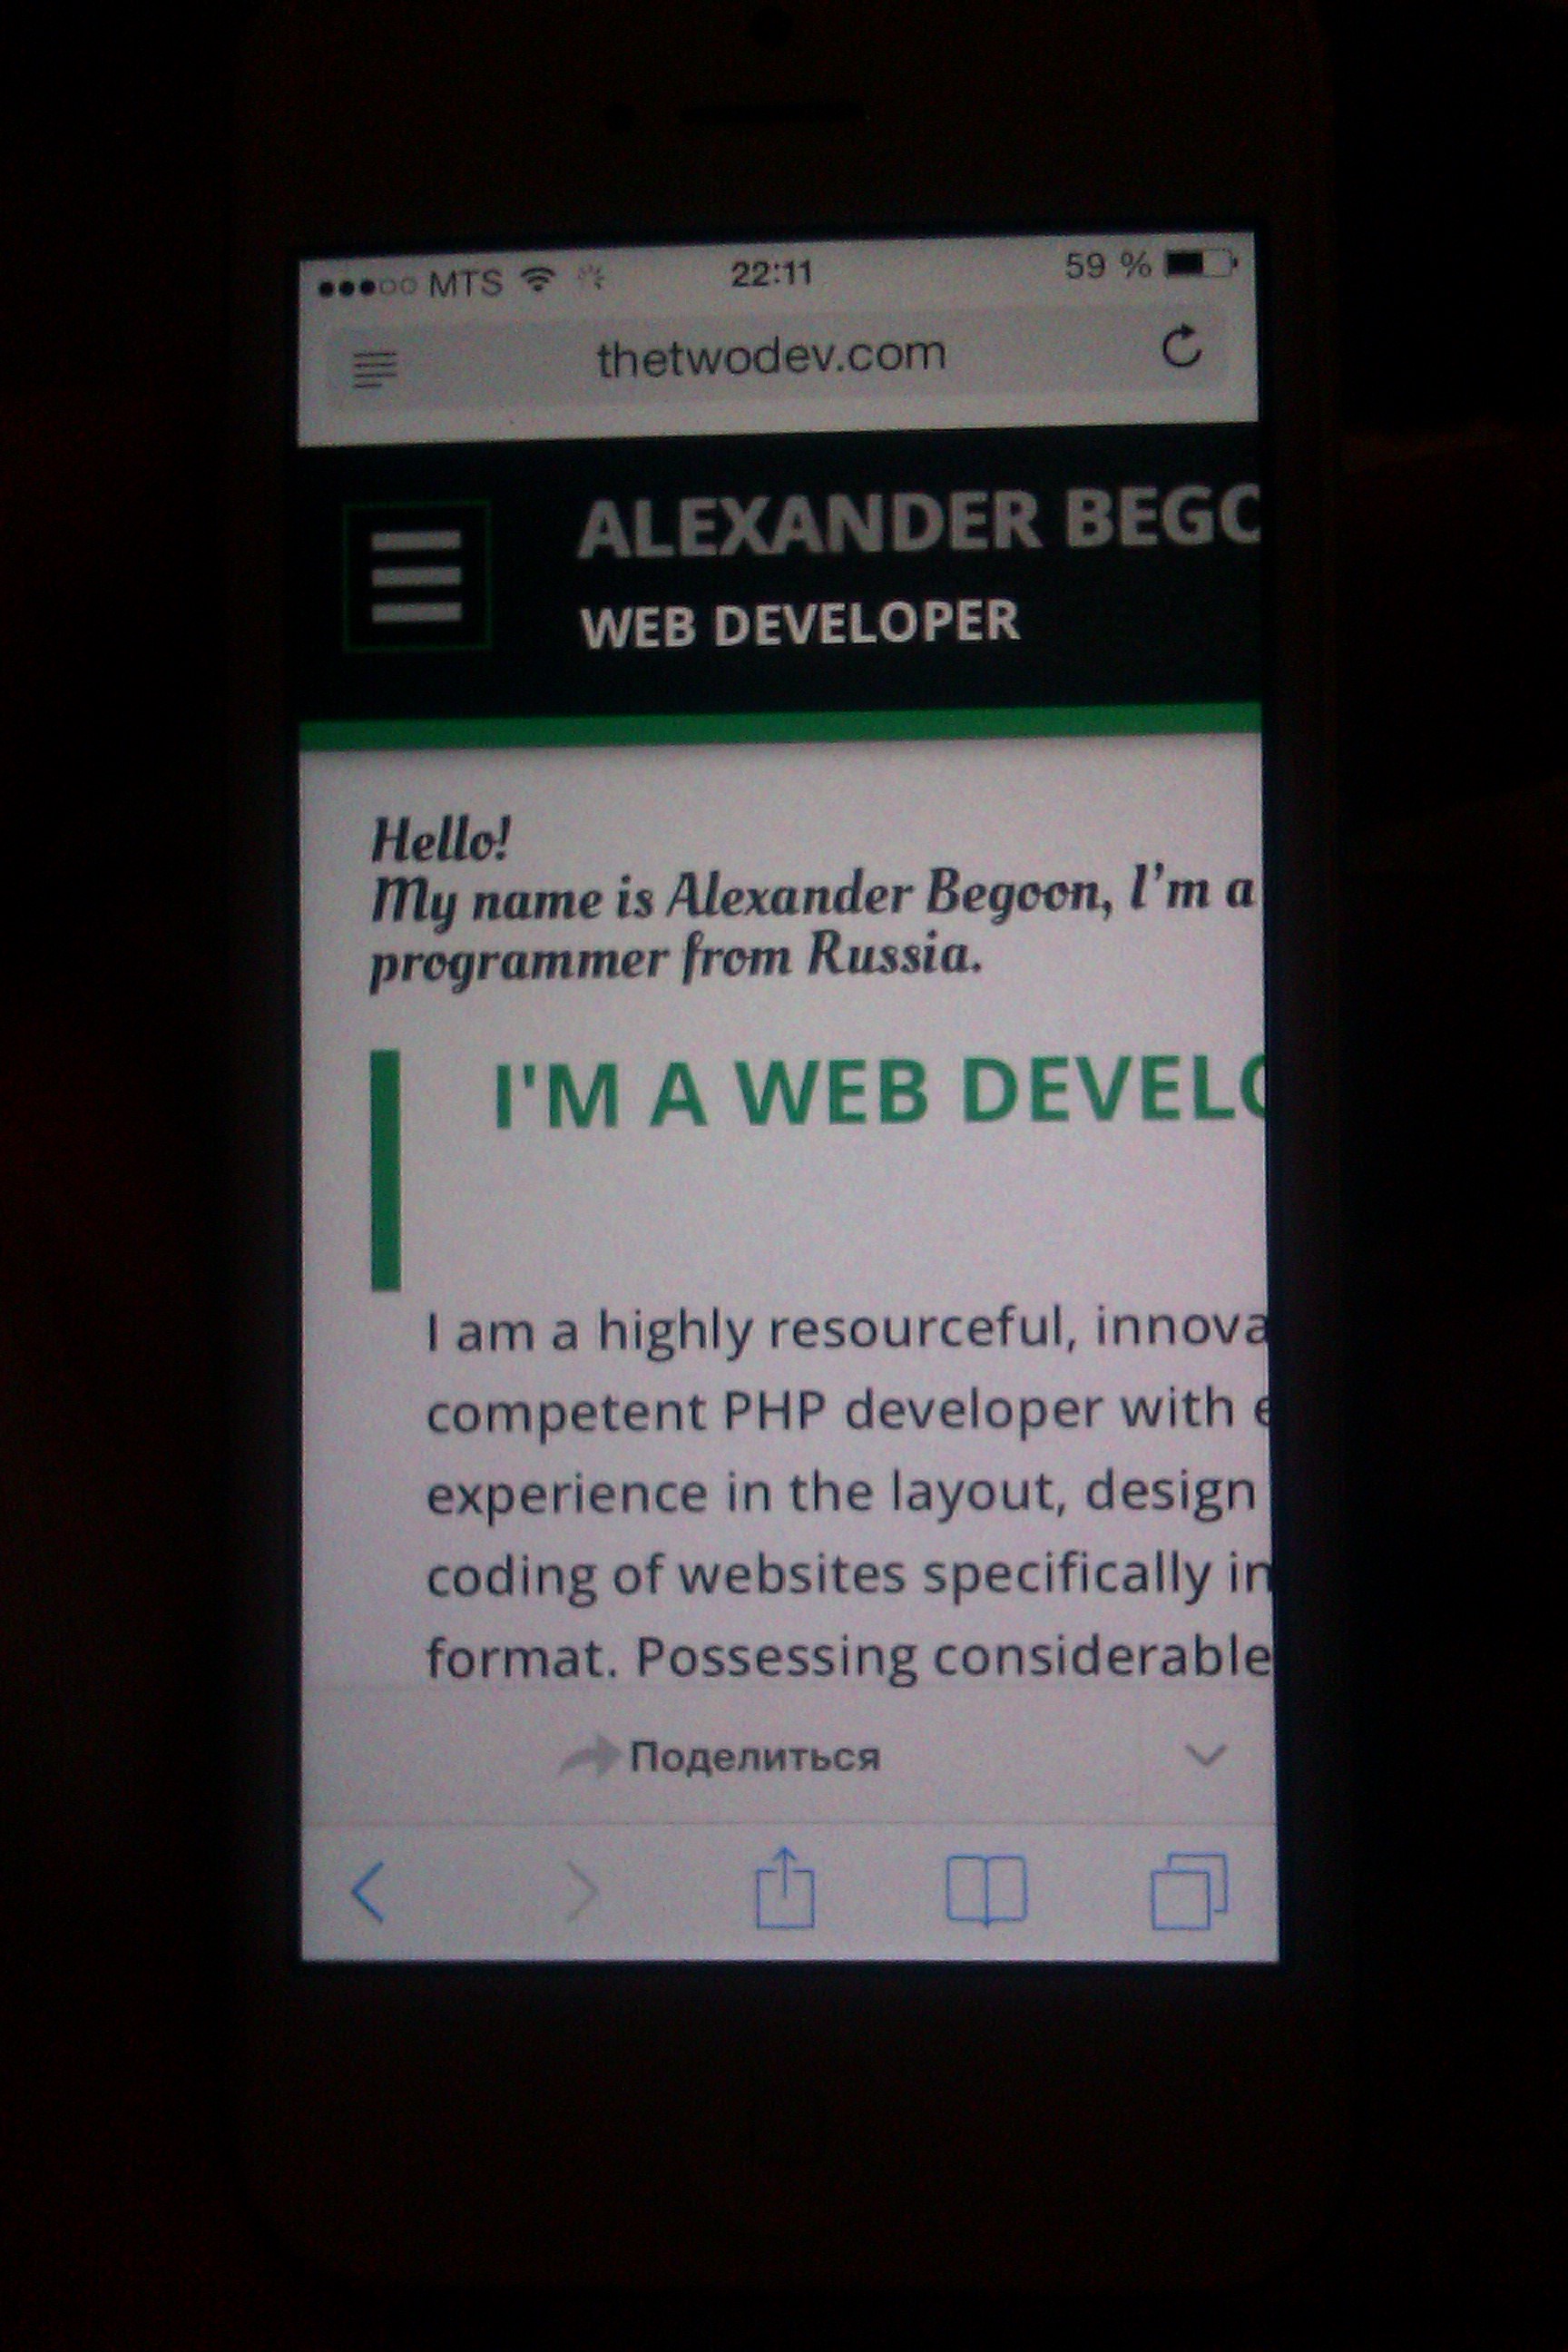 MTS 22:11 59 %
thetwodev.com
ALEXANDER BEGO
WEB DEVELOPER
Hello!
My name is Alexander Begoon, I'm a
programmer from Russia.
I'M A WEB DEVELO
I am a highly resourceful, innova
competent PHP developer with e
experience in the layout, design
coding of websites specifically in
format. Possessing considerable
Поделиться